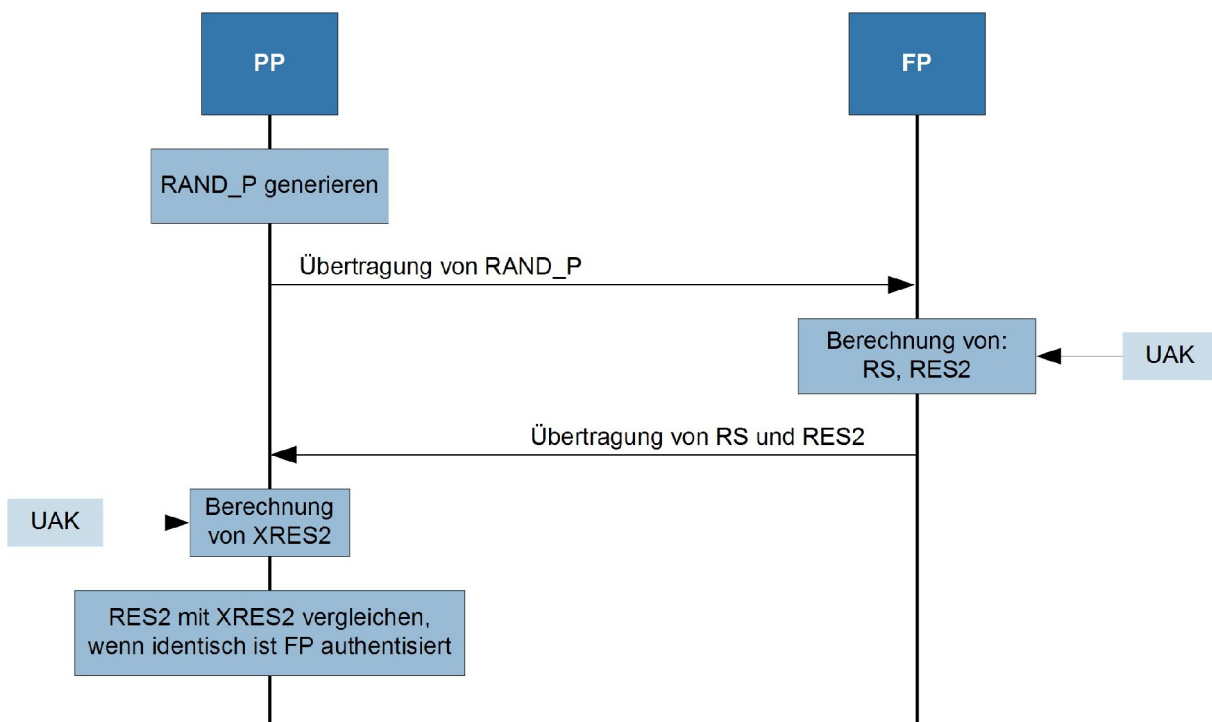 PP
FP
RAND_P generieren
Übertragung von RAND_P
Berechnung von:
RS, RES2
UAK
Übertragung von RS und RES2
UAK
Berechnung
von XRES2
RES2 mit XRES2 vergleichen,
wenn identisch ist FP authentisiert